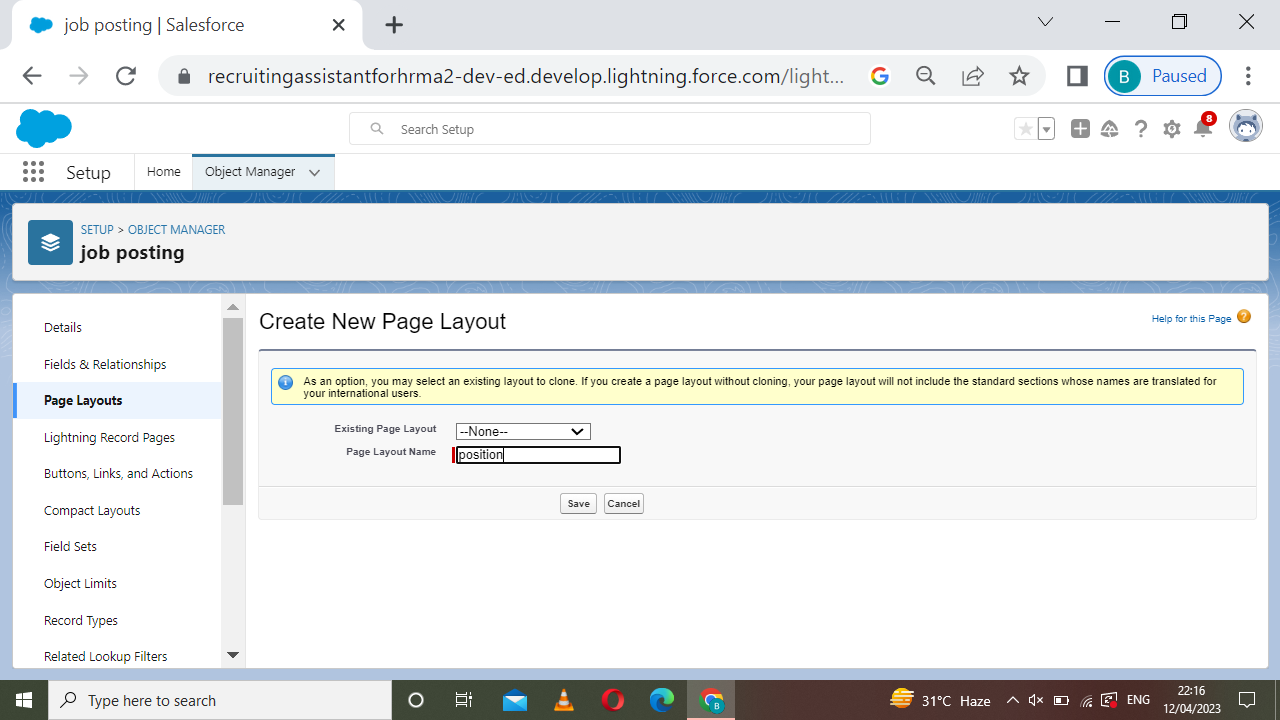 job posting | Salesforce
recruitingassistantforhrma2-dev-ed.develop.lightning.force.com/light...
B
Paused
Search Setup
8
Setup
Home
Object Manager
SETUP > OBJECT MANAGER
job posting
Details
Fields & Relationships
Page Layouts
Lightning Record Pages
Buttons, Links, and Actions
Compact Layouts
Field Sets
Object Limits
Record Types
Related Lookup Filters
Create New Page Layout
Help for this Page
As an option, you may select an existing layout to clone. If you create a page layout without cloning, your page layout will not include the standard sections whose names are translated for
your international users.
Existing Page Layout
--None--
Page Layout Name
position
Save
Cancel
Type here to search
B
31°C Haze
ENG
22:16
12/04/2023